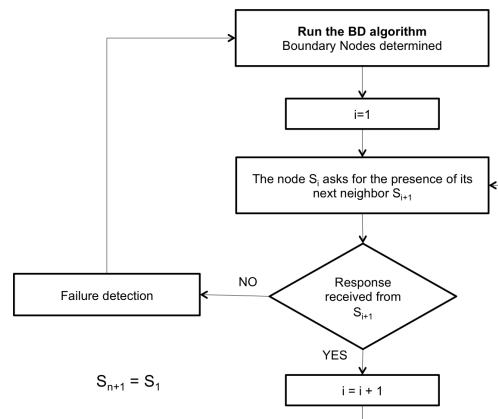 Run the BD algorithm
Boundary Nodes determined
i=1
The node Sᵢ asks for the presence of its
next neighbor Sᵢ₊₁
Response
received from
Sᵢ₊₁
NO
Failure detection
YES
i = i + 1
Sₙ₊₁ = S₁